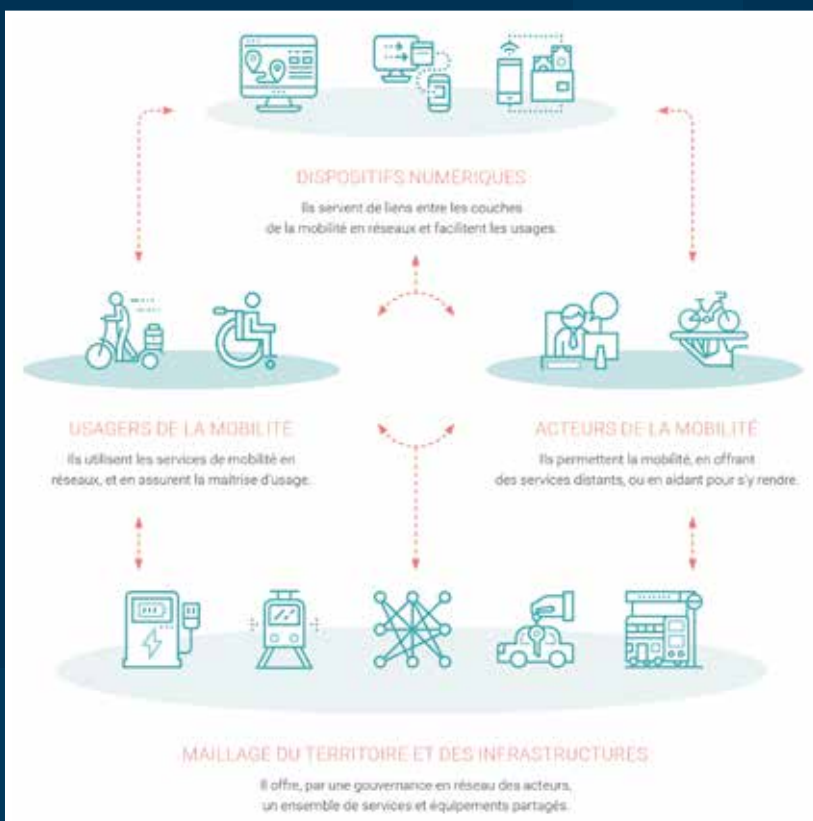 DISPOSITIFS NUMÉRIQUES
Ils servent de liens entre les couches
de la mobilité en réseaux et facilitent les usages.
USAGERS DE LA MOBILITÉ
Ils utilisent les services de mobilité en
réseaux, et en assurent la maîtrise d'usage.
ACTEURS DE LA MOBILITÉ
Ils permettent la mobilité, en offrant
des services distants, ou en aidant pour s'y rendre.
MAILLAGE DU TERRITOIRE ET DES INFRASTRUCTURES
Il offre, par une gouvernance en réseau des acteurs,
un ensemble de services et équipements partagés.